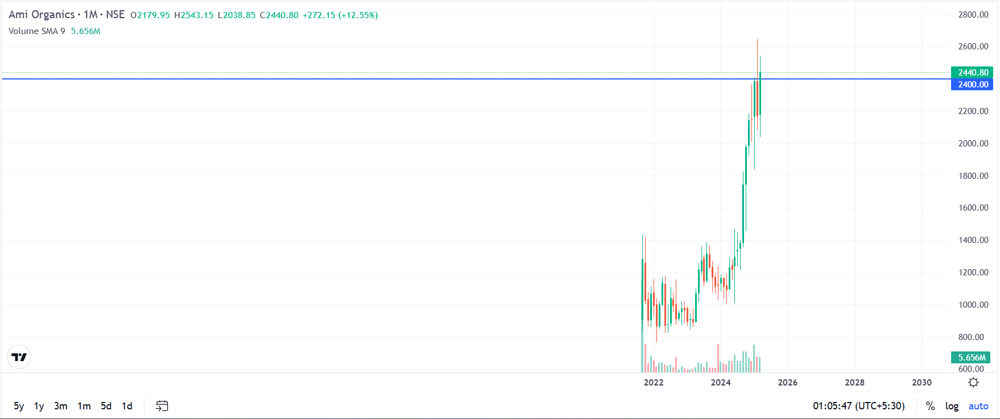 Ami Organics · 1M · NSE O2179.95 H2543.15 L2038.85 C2440.80 +272.15 (+12.55%)
Volume SMA 9 5.656M
2800.00
2600.00
2440.80
2400.00
2200.00
2000.00
1800.00
1600.00
1400.00
1200.00
1000.00
800.00
5.656M
600.00
2022 2024 2026 2028 2030
5y 1y 3m 1m 5d 1d 01:05:47 (UTC+5:30) % log auto